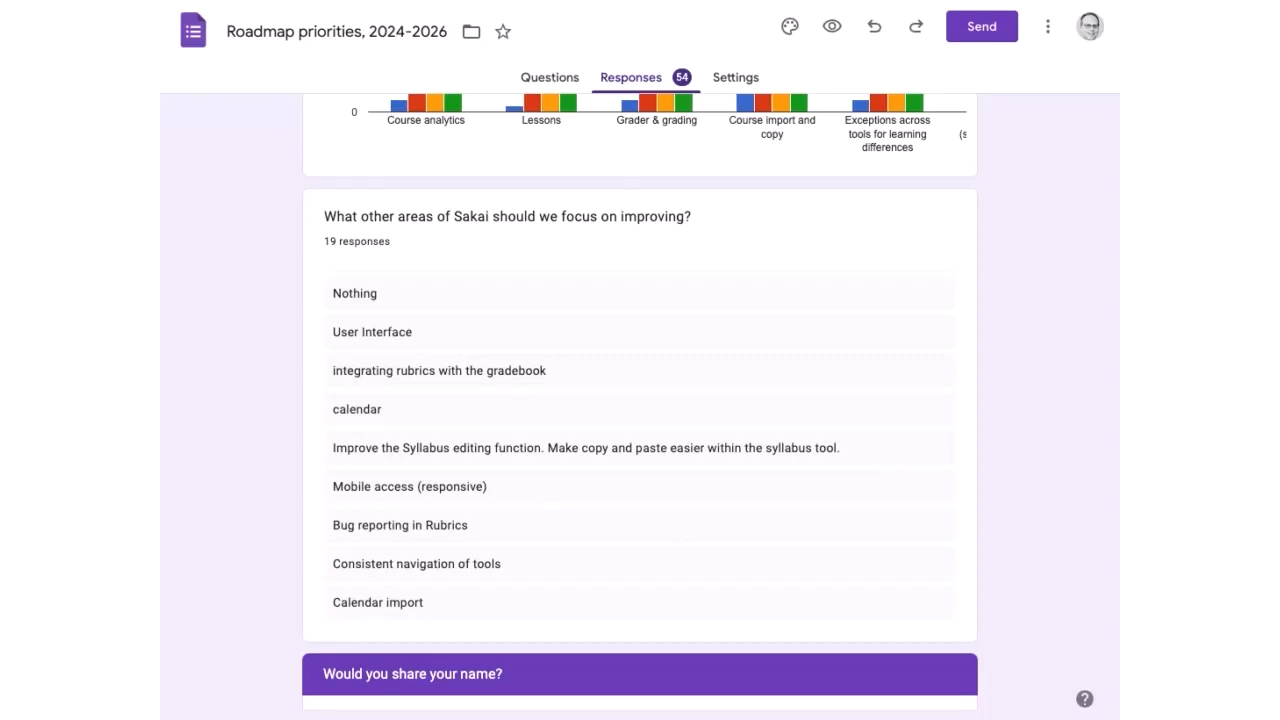 Roadmap priorities, 2024-2026
Send
Questions
Responses 54
Settings
0
Course analytics
Lessons
Grader & grading
Course import and
copy
Exceptions across
tools for learning
differences
(s
What other areas of Sakai should we focus on improving?
19 responses
Nothing
User Interface
integrating rubrics with the gradebook
calendar
Improve the Syllabus editing function. Make copy and paste easier within the syllabus tool.
Mobile access (responsive)
Bug reporting in Rubrics
Consistent navigation of tools
Calendar import
Would you share your name?